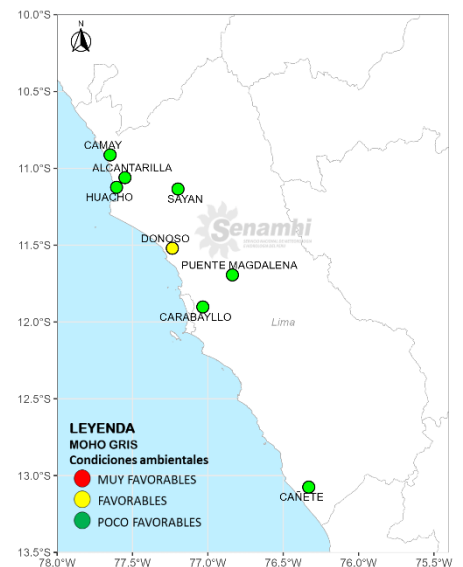 10.0°S
N
10.5°S
CAMAY
11.0°S
ALCANTARILLA
HUACHO
SAYAN
Senamhi
11.5°S
DONOSO
PUENTE MAGDALENA
12.0°S
CARABAYLLO
Lima
12.5°S
LEYENDA
MOHO GRIS
Condiciones ambientales
MUY FAVORABLES
FAVORABLES
POCO FAVORABLES
13.0°S
CAÑETE
13.5°S
78.0°W 77.5°W 77.0°W 76.5°W 76.0°W 75.5°W